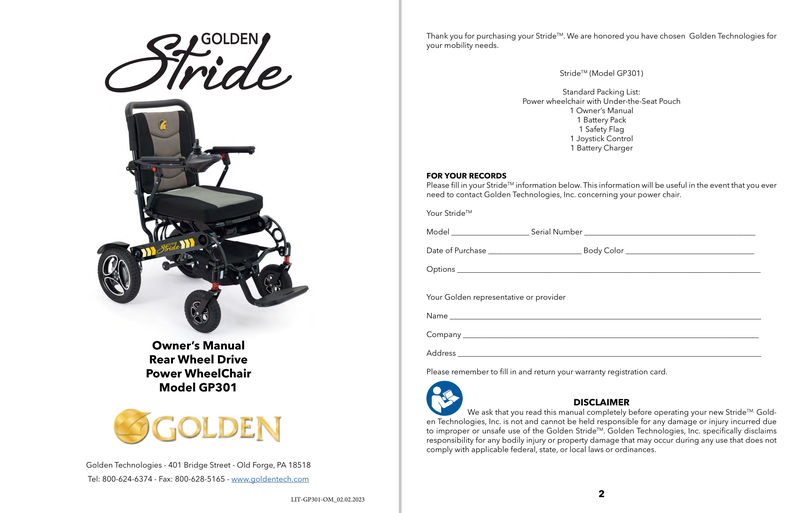 GOLDEN
Stride
Stride
Owner's Manual
Rear Wheel Drive
Power WheelChair
Model GP301
GOLDEN
Golden Technologies - 401 Bridge Street - Old Forge, PA 18518
Tel: 800-624-6374 - Fax: 800-628-5165 - www.goldentech.com
LIT-GP301-OM_02.02.2023
Thank you for purchasing your Stride™. We are honored you have chosen  Golden Technologies for
your mobility needs.
Stride™ (Model GP301)
Standard Packing List:
Power wheelchair with Under-the-Seat Pouch
1 Owner's Manual
1 Battery Pack
1 Safety Flag
1 Joystick Control
1 Battery Charger
FOR YOUR RECORDS
Please fill in your Stride™ information below. This information will be useful in the event that you ever
need to contact Golden Technologies, Inc. concerning your power chair.
Your Stride™
Model ____________________ Serial Number ____________________________________________
Date of Purchase ________________________ Body Color _________________________________
Options ______________________________________________________________________________
Your Golden representative or provider
Name ________________________________________________________________________________
Company ____________________________________________________________________________
Address ______________________________________________________________________________
Please remember to fill in and return your warranty registration card.
DISCLAIMER
We ask that you read this manual completely before operating your new Stride™. Gold-
en Technologies, Inc. is not and cannot be held responsible for any damage or injury incurred due
to improper or unsafe use of the Golden Stride™. Golden Technologies, Inc. specifically disclaims
responsibility for any bodily injury or property damage that may occur during any use that does not
comply with applicable federal, state, or local laws or ordinances.
2